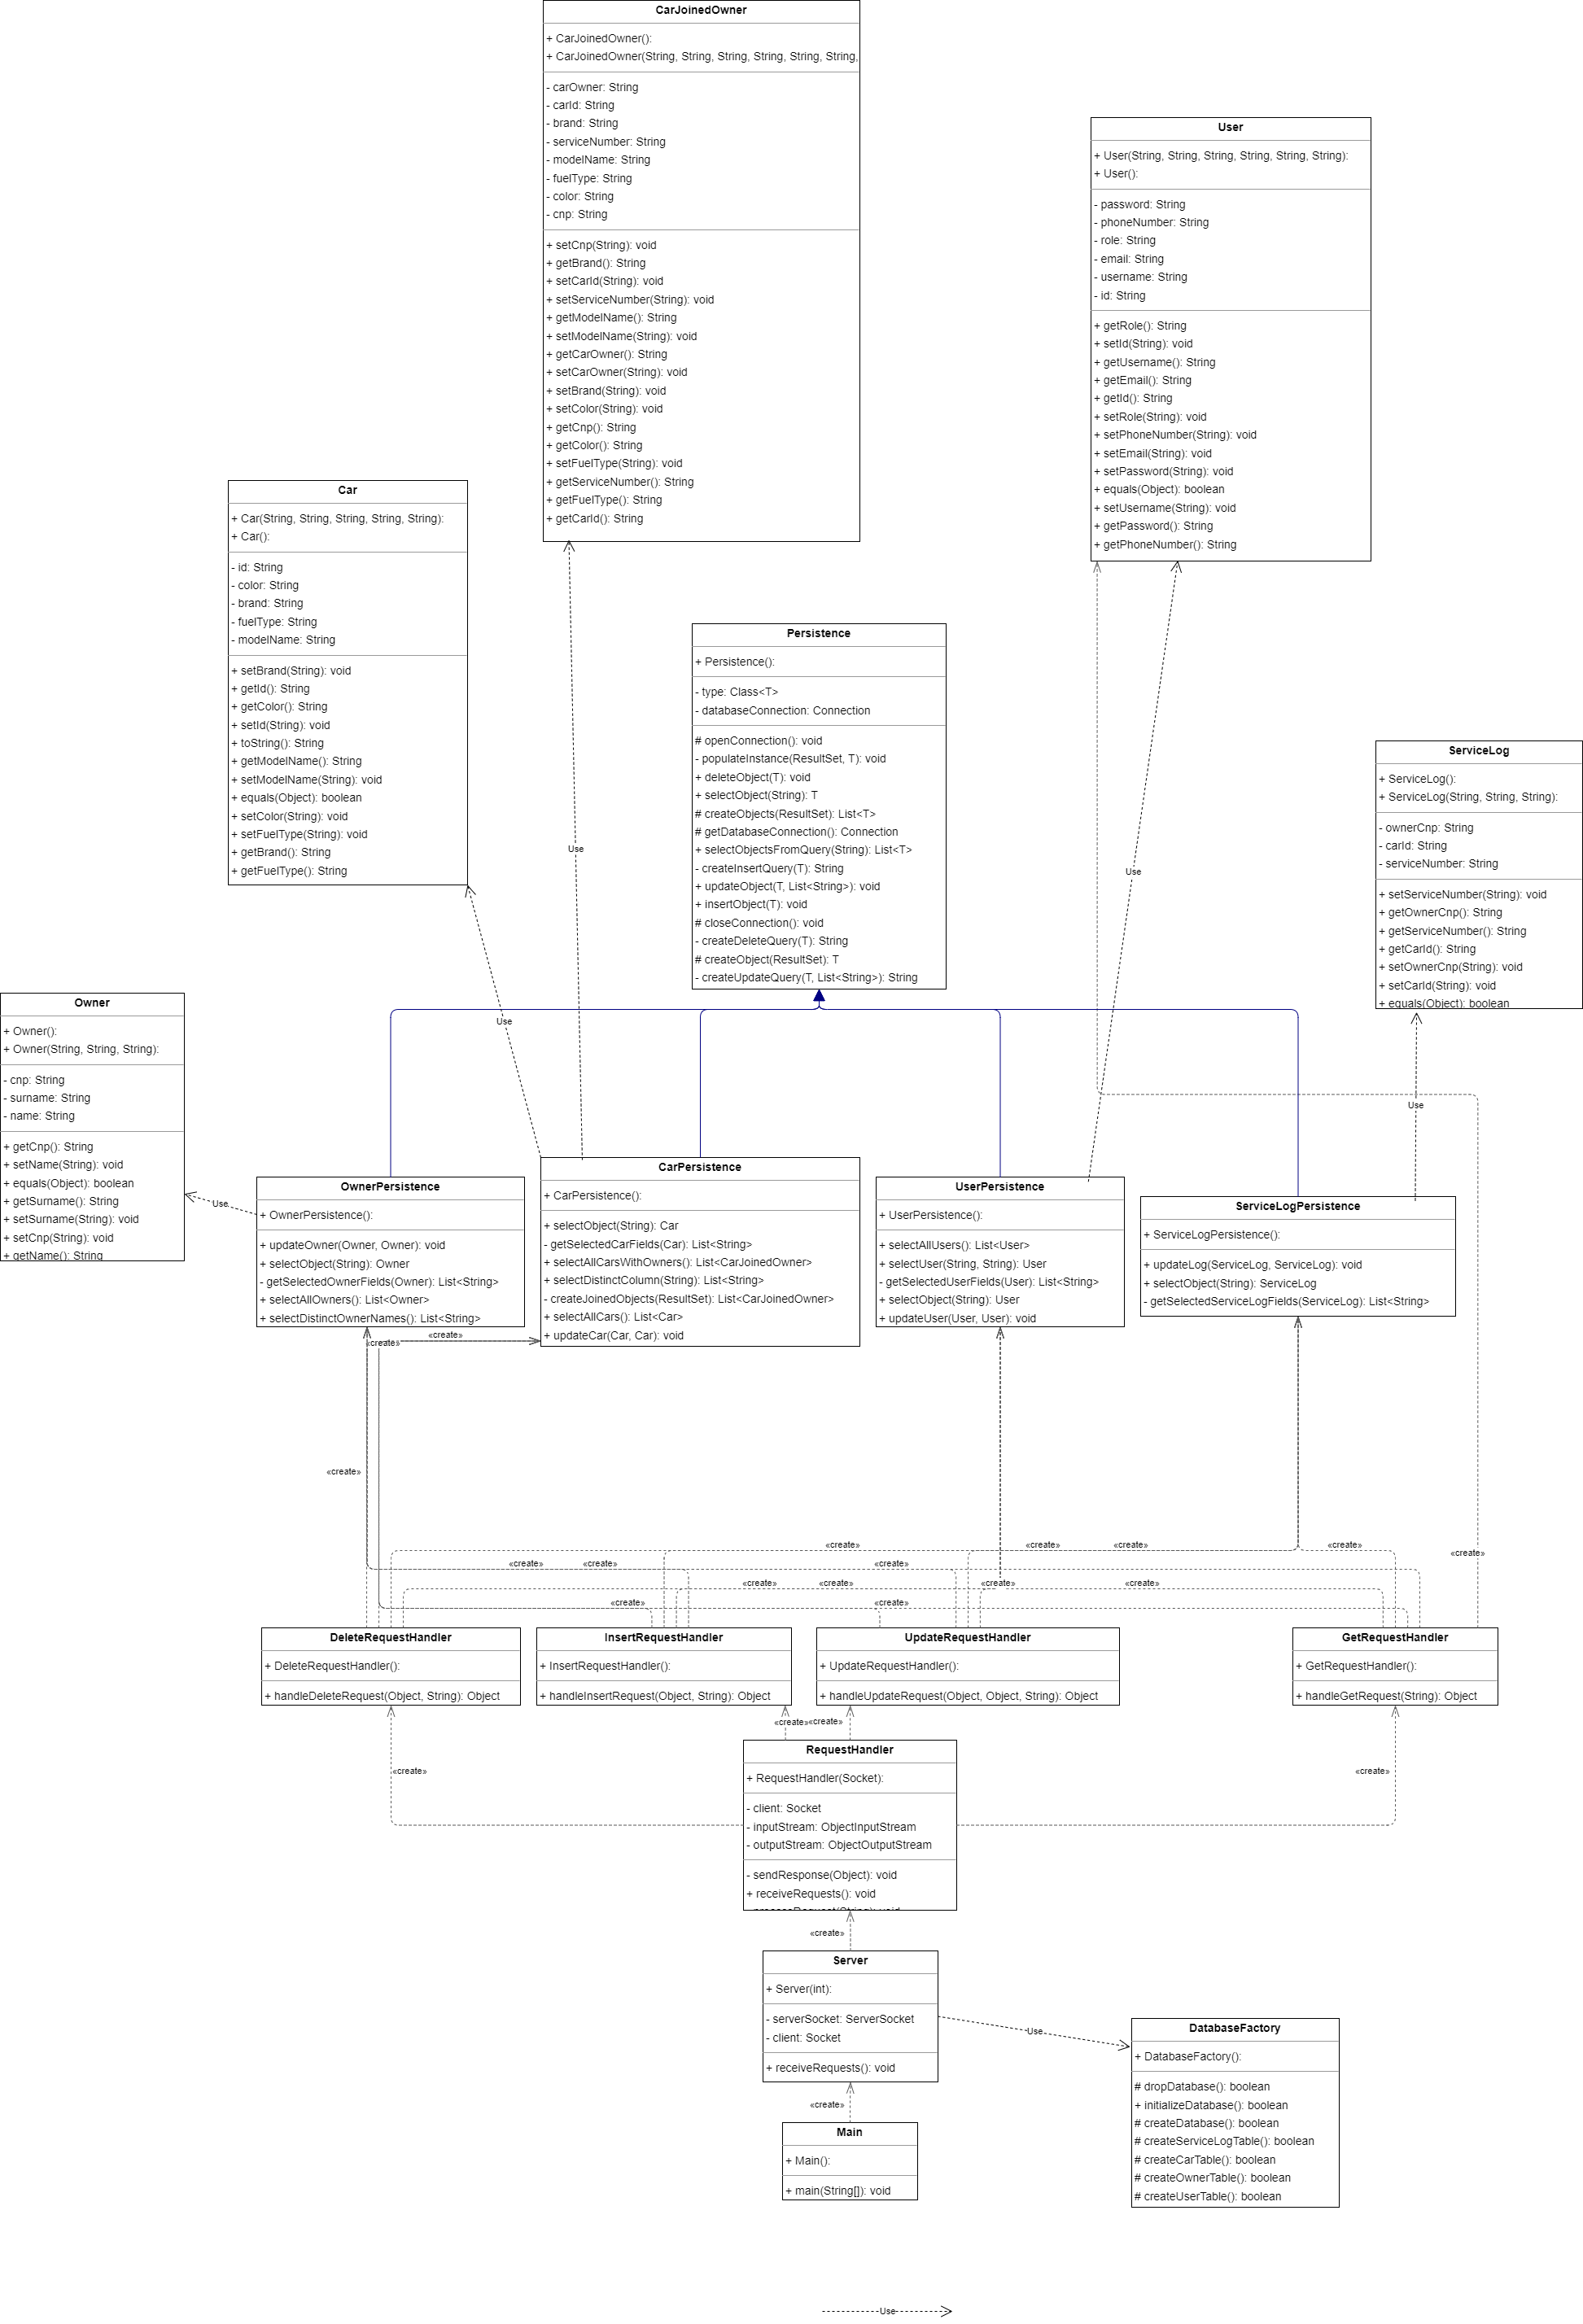 CarJoinedOwner
+ CarJoinedOwner():
+ CarJoinedOwner(String, String, String, String, String, String,
- carOwner: String
- carId: String
- brand: String
- serviceNumber: String
- modelName: String
- fuelType: String
- color: String
- cnp: String
+ setCnp(String): void
+ getBrand(): String
+ setCarId(String): void
+ setServiceNumber(String): void
+ getModelName(): String
+ setModelName(String): void
+ getCarOwner(): String
+ setCarOwner(String): void
+ setBrand(String): void
+ setColor(String): void
+ getCnp(): String
+ getColor(): String
+ setFuelType(String): void
+ getServiceNumber(): String
+ getFuelType(): String
+ getCarId(): String
User
+ User(String, String, String, String, String, String):
+ User():
- password: String
- phoneNumber: String
- role: String
- email: String
- username: String
- id: String
+ getRole(): String
+ setId(String): void
+ getUsername(): String
+ getEmail(): String
+ getId(): String
+ setRole(String): void
+ setPhoneNumber(String): void
+ setEmail(String): void
+ setPassword(String): void
+ equals(Object): boolean
+ setUsername(String): void
+ getPassword(): String
+ getPhoneNumber(): String
Car
+ Car(String, String, String, String, String):
+ Car():
- id: String
- color: String
- brand: String
- fuelType: String
- modelName: String
+ setBrand(String): void
+ getId(): String
+ getColor(): String
+ setId(String): void
+ toString(): String
+ getModelName(): String
+ setModelName(String): void
+ equals(Object): boolean
+ setColor(String): void
+ setFuelType(String): void
+ getBrand(): String
+ getFuelType(): String
Persistence
+ Persistence():
- type: Class<T>
- databaseConnection: Connection
# openConnection(): void
- populateInstance(ResultSet, T): void
+ deleteObject(T): void
+ selectObject(String): T
# createObjects(ResultSet): List<T>
# getDatabaseConnection(): Connection
+ selectObjectsFromQuery(String): List<T>
- createInsertQuery(T): String
+ updateObject(T, List<String>): void
+ insertObject(T): void
# closeConnection(): void
- createDeleteQuery(T): String
# createObject(ResultSet): T
- createUpdateQuery(T, List<String>): String
ServiceLog
+ ServiceLog():
+ ServiceLog(String, String, String):
- ownerCnp: String
- carId: String
- serviceNumber: String
+ setServiceNumber(String): void
+ getOwnerCnp(): String
+ getServiceNumber(): String
+ getCarId(): String
+ setOwnerCnp(String): void
+ setCarId(String): void
+ equals(Object): boolean
Use
Use
Use
Use
Use
Owner
+ Owner():
+ Owner(String, String, String):
- cnp: String
- surname: String
- name: String
+ getCnp(): String
+ setName(String): void
+ equals(Object): boolean
+ getSurname(): String
+ setSurname(String): void
+ setCnp(String): void
+ getName(): String
OwnerPersistence
+ OwnerPersistence():
+ updateOwner(Owner, Owner): void
+ selectObject(String): Owner
- getSelectedOwnerFields(Owner): List<String>
+ selectAllOwners(): List<Owner>
+ selectDistinctOwnerNames(): List<String>
CarPersistence
+ CarPersistence():
+ selectObject(String): Car
- getSelectedCarFields(Car): List<String>
+ selectAllCarsWithOwners(): List<CarJoinedOwner>
+ selectDistinctColumn(String): List<String>
- createJoinedObjects(ResultSet): List<CarJoinedOwner>
+ selectAllCars(): List<Car>
+ updateCar(Car, Car): void
UserPersistence
+ UserPersistence():
+ selectAllUsers(): List<User>
+ selectUser(String, String): User
- getSelectedUserFields(User): List<String>
+ selectObject(String): User
+ updateUser(User, User): void
ServiceLogPersistence
+ ServiceLogPersistence():
+ updateLog(ServiceLog, ServiceLog): void
+ selectObject(String): ServiceLog
- getSelectedServiceLogFields(ServiceLog): List<String>
«create»
«create»
«create»
«create» «create» «create» «create»
«create»
«create» «create» «create»
«create» «create» «create» «create»
«create» «create»
DeleteRequestHandler
+ DeleteRequestHandler():
+ handleDeleteRequest(Object, String): Object
InsertRequestHandler
+ InsertRequestHandler():
+ handleInsertRequest(Object, String): Object
UpdateRequestHandler
+ UpdateRequestHandler():
+ handleUpdateRequest(Object, Object, String): Object
GetRequestHandler
+ GetRequestHandler():
+ handleGetRequest(String): Object
«create» «create»
«create»
«create»
RequestHandler
+ RequestHandler(Socket):
- client: Socket
- inputStream: ObjectInputStream
- outputStream: ObjectOutputStream
- sendResponse(Object): void
+ receiveRequests(): void
- processRequest(String): void
«create»
Server
+ Server(int):
- serverSocket: ServerSocket
- client: Socket
+ receiveRequests(): void
Use
«create»
Main
+ Main():
+ main(String[]): void
DatabaseFactory
+ DatabaseFactory():
# dropDatabase(): boolean
+ initializeDatabase(): boolean
# createDatabase(): boolean
# createServiceLogTable(): boolean
# createCarTable(): boolean
# createOwnerTable(): boolean
# createUserTable(): boolean
Use